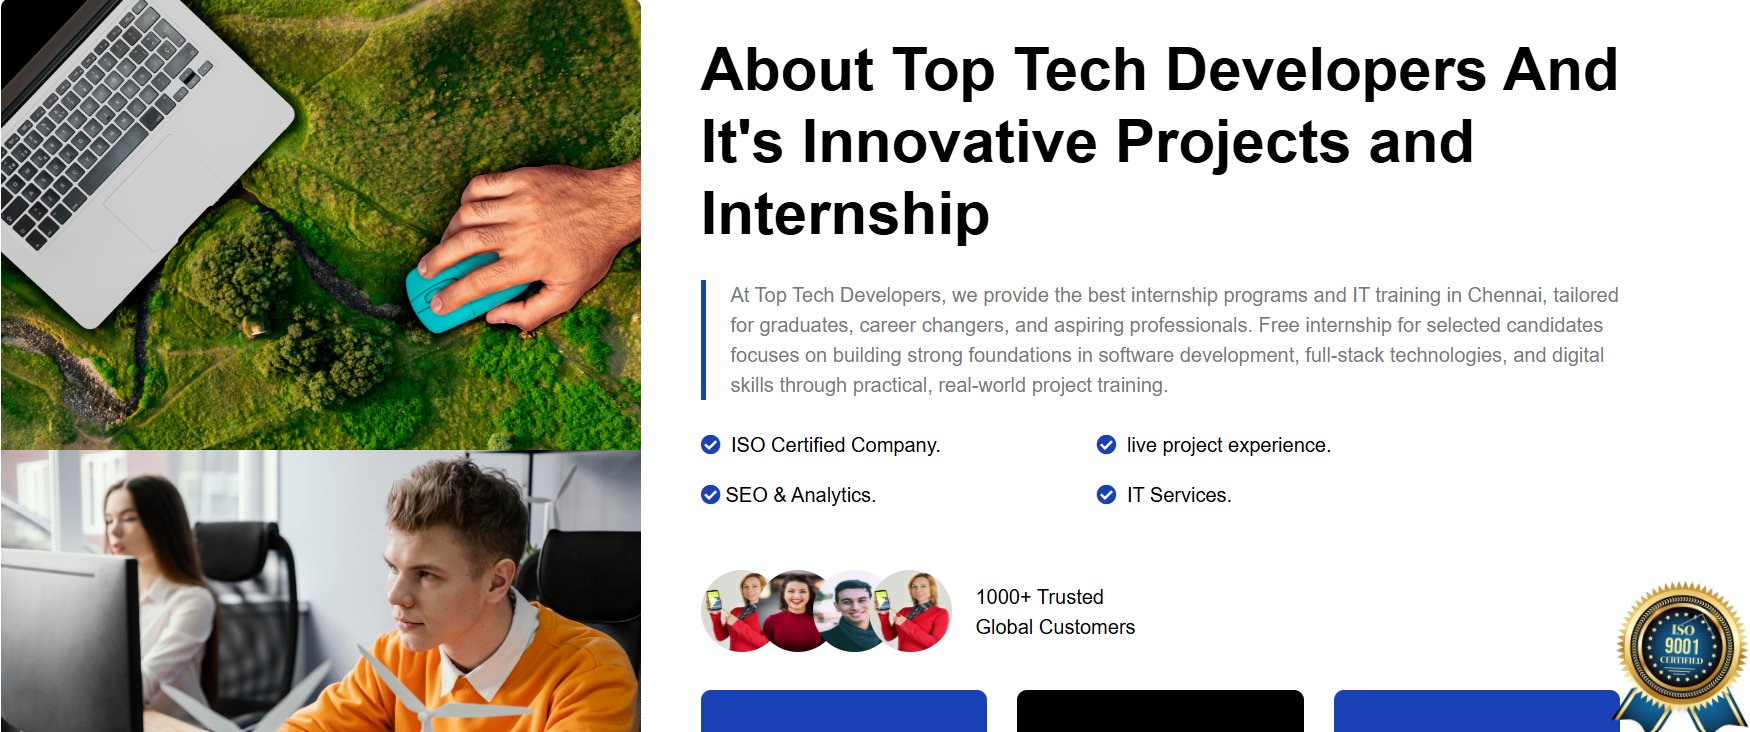 About Top Tech Developers And
It's Innovative Projects and
Internship
At Top Tech Developers, we provide the best internship programs and IT training in Chennai, tailored
for graduates, career changers, and aspiring professionals. Free internship for selected candidates
focuses on building strong foundations in software development, full-stack technologies, and digital
skills through practical, real-world project training.
ISO Certified Company.
live project experience.
SEO & Analytics.
IT Services.
1000+ Trusted
Global Customers
ISO
9001
CERTIFIED